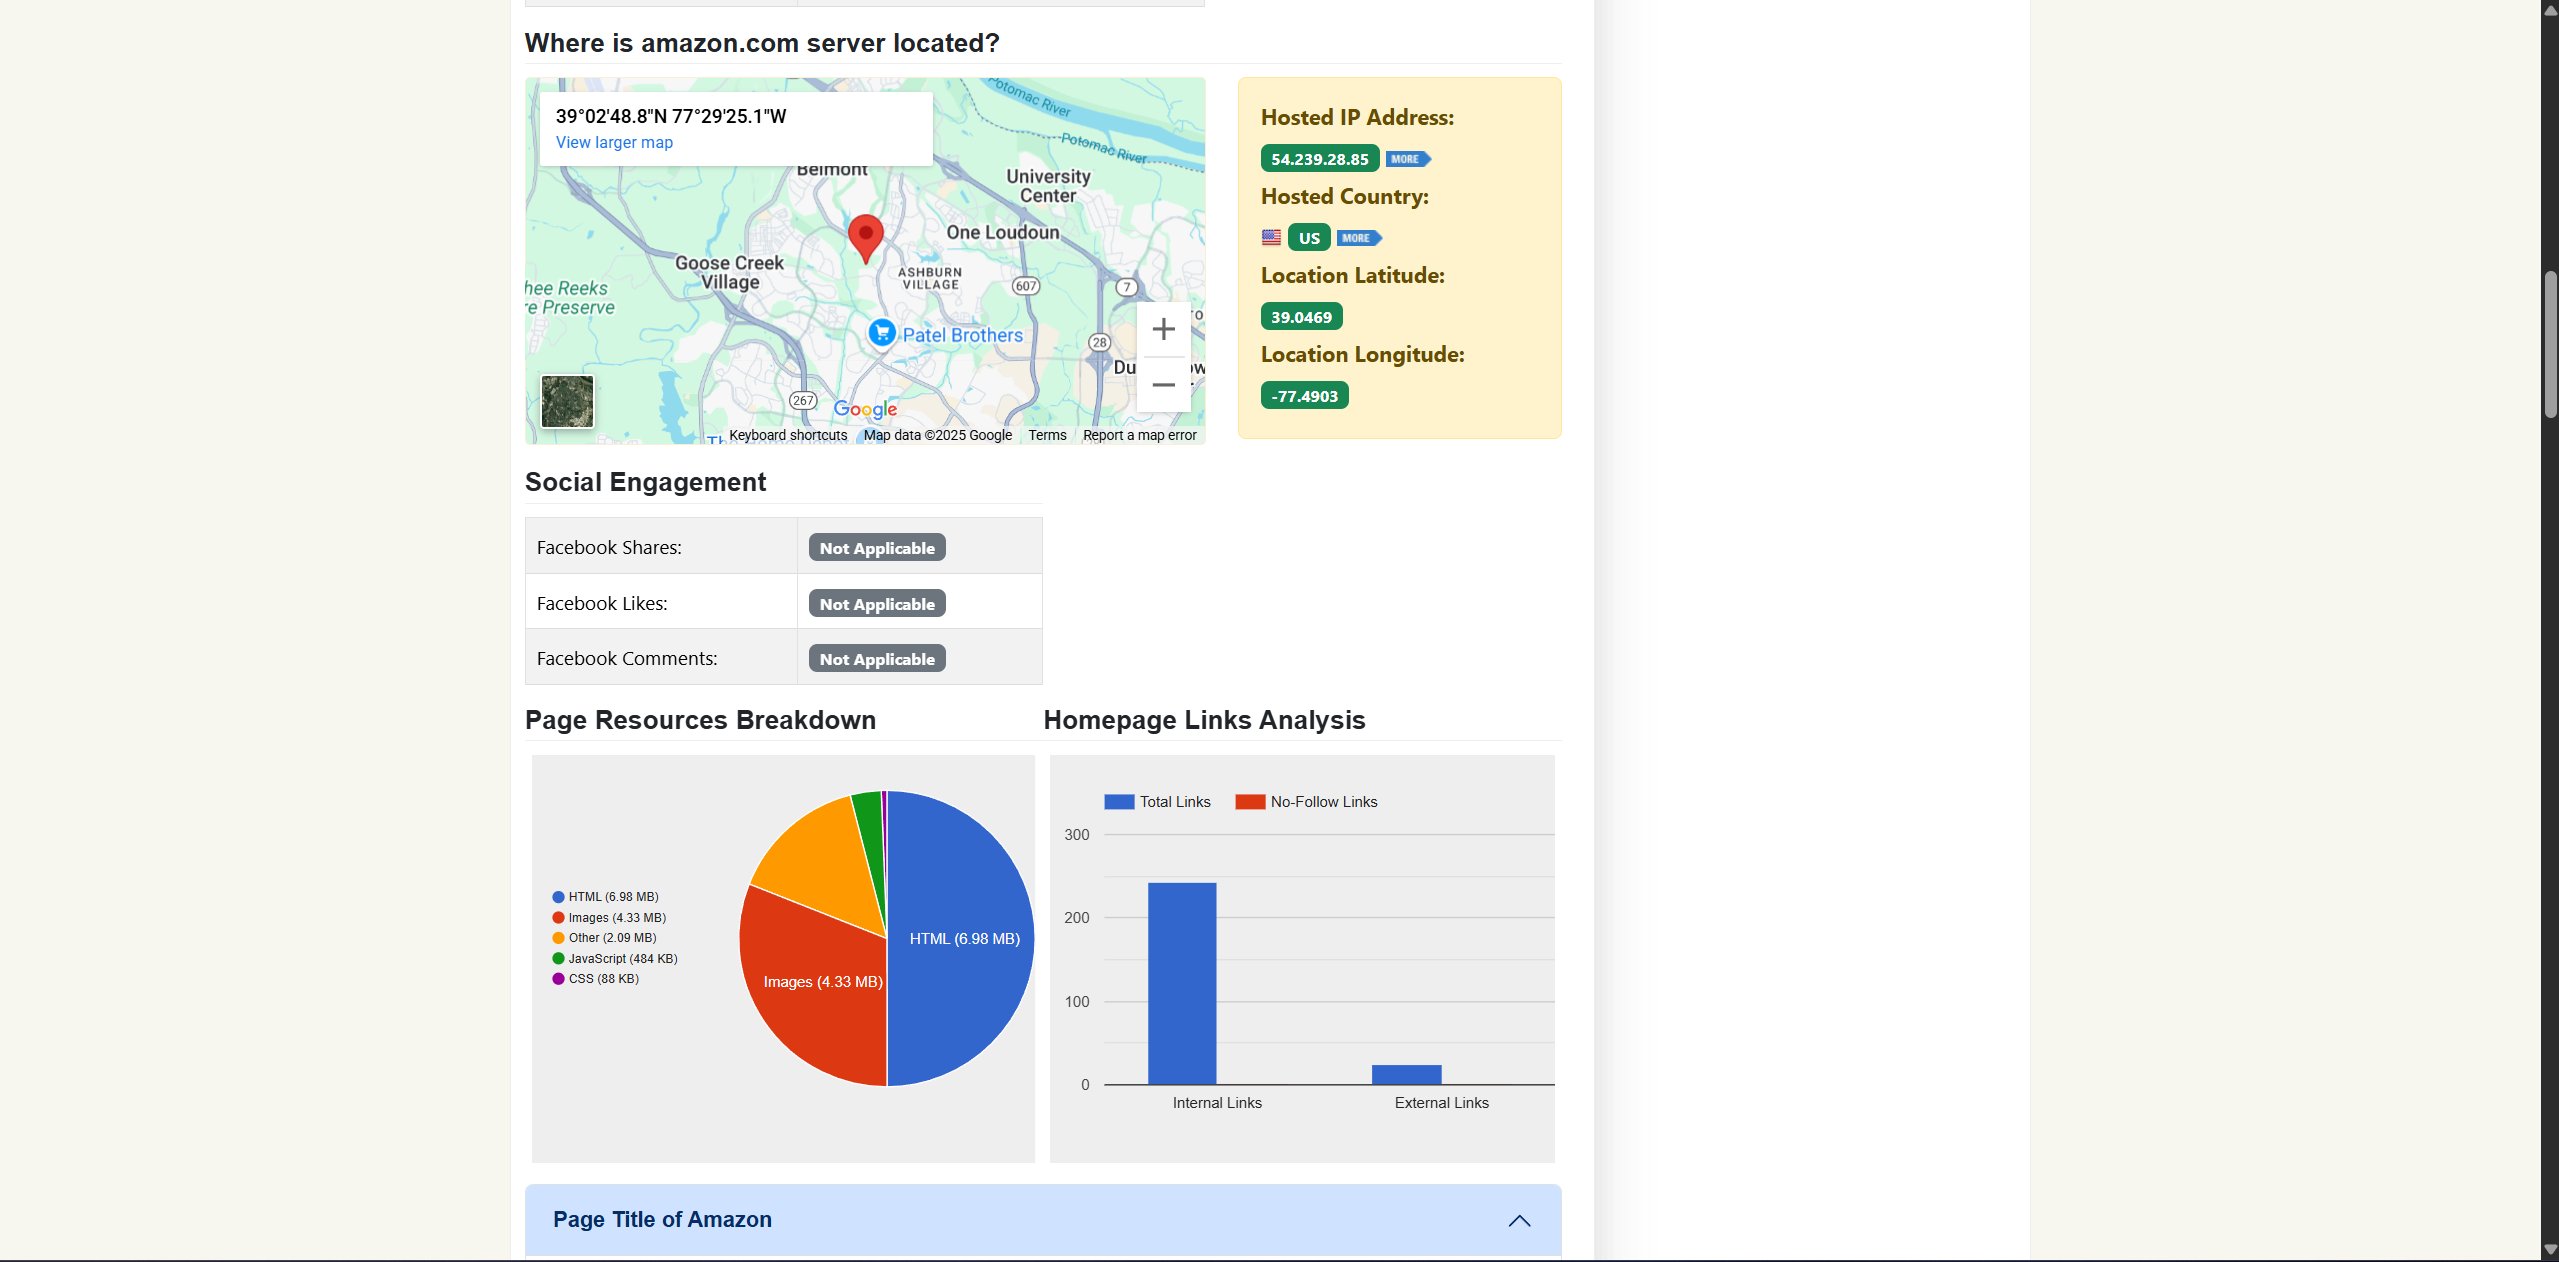 Where is amazon.com server located?
39°02'48.8"N 77°29'25.1"W
View larger map
Potomac River
Potomac River
Belmont
University
Center
One Loudoun
Goose Creek
Village
ASHBURN
VILLAGE
607
7
hee Reeks
e Preserve
Patel Brothers
28
267
Google
Keyboard shortcuts
Map data ©2025 Google
Terms
Report a map error
Hosted IP Address:
54.239.28.85 MORE
Hosted Country:
US MORE
Location Latitude:
39.0469
Location Longitude:
-77.4903
Social Engagement
Facebook Shares: Not Applicable
Facebook Likes: Not Applicable
Facebook Comments: Not Applicable
Page Resources Breakdown
HTML (6.98 MB)
Images (4.33 MB)
Other (2.09 MB)
JavaScript (484 KB)
CSS (88 KB)
HTML (6.98 MB)
Images (4.33 MB)
Homepage Links Analysis
Total Links
No-Follow Links
300
200
100
0
Internal Links
External Links
Page Title of Amazon